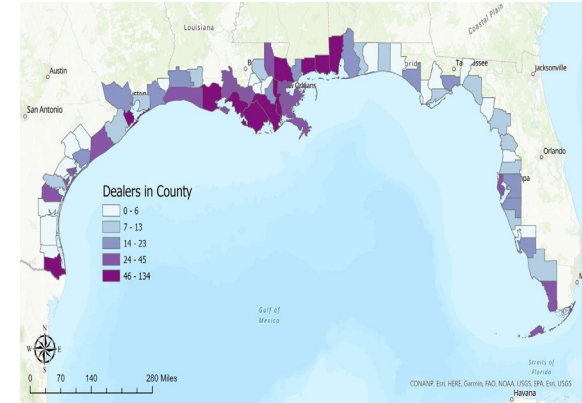 Louisiana
Coastal Plain
Austin
Jacksonville
San Antonio
Orleans
Orlando
Dealers in County
0 - 6
7 - 13
14 - 23
24 - 45
46 - 134
Gulf of
Mexico
N
W
E
S
0 70 140 280 Miles
Straits of
Florida
CONANP, Esri, HERE, Garmin, FAO, NOAA, USGS, EPA, Esri, USGS
Havana